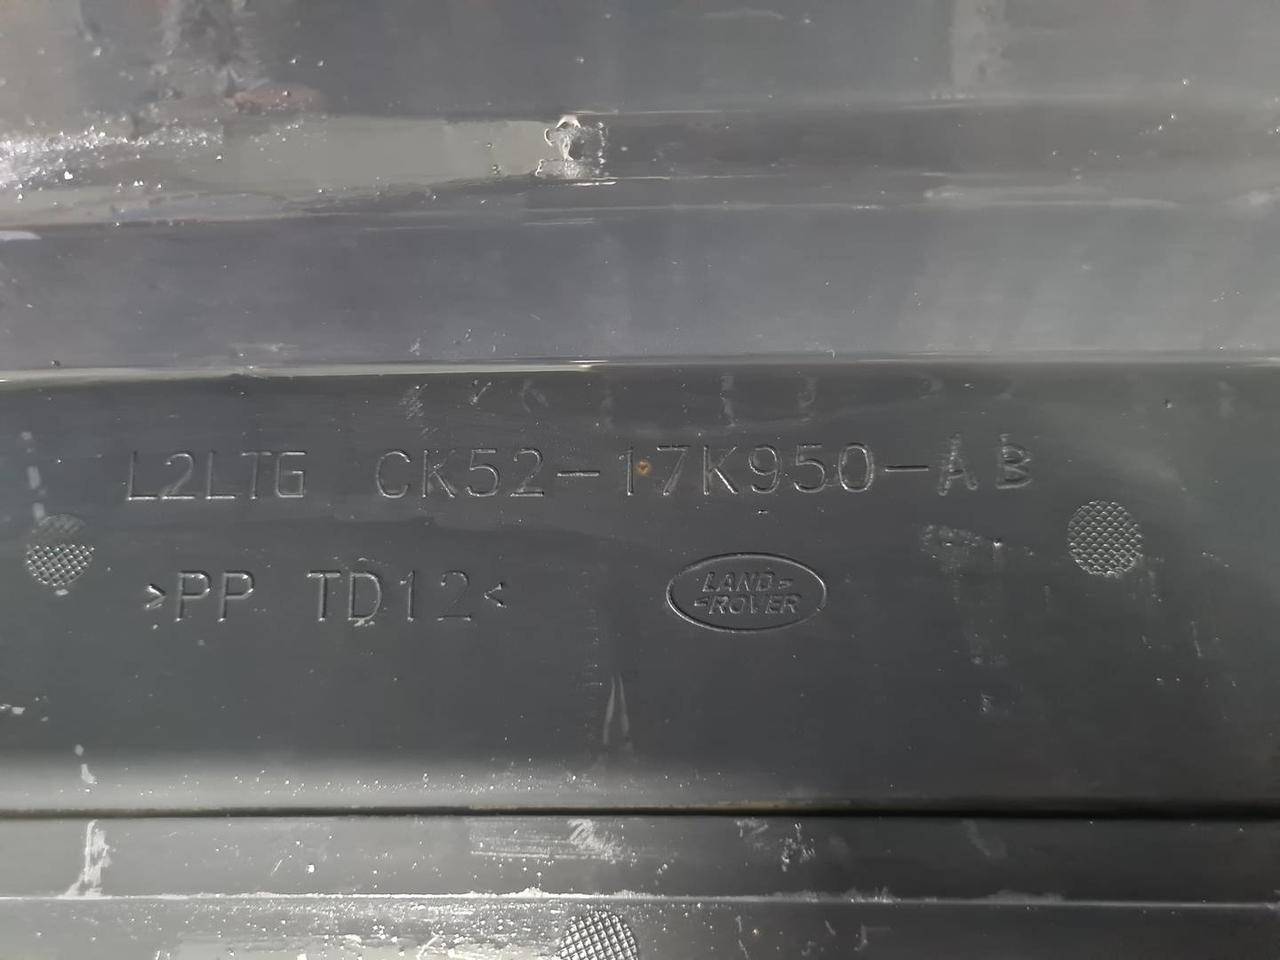 L2LTG CK52-17K950-AB
>PP TD12<
LAND-
-ROVER